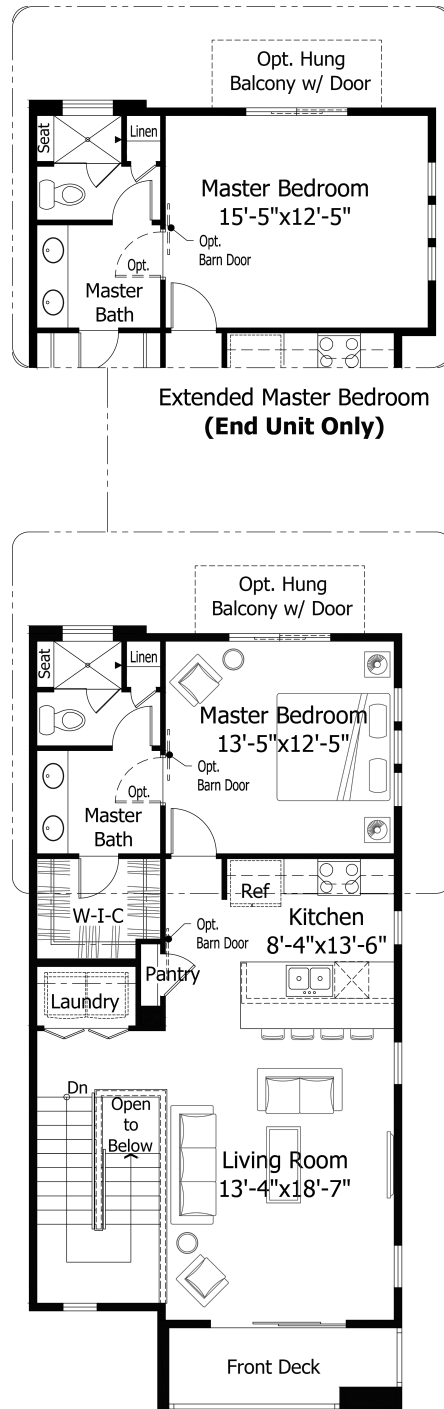 Opt. Hung
Balcony w/ Door
Seat
Linen
Master Bedroom
15'-5"x12'-5"
Opt.
Barn Door
Opt.
Master
Bath
Extended Master Bedroom
(End Unit Only)
Opt. Hung
Balcony w/ Door
Seat
Linen
Master Bedroom
13'-5"x12'-5"
Opt.
Barn Door
Opt.
Master
Bath
Ref
W-I-C
Opt.
Barn Door
Kitchen
8'-4"x13'-6"
Pantry
Laundry
Dn
Open
to
Below
Living Room
13'-4"x18'-7"
Front Deck